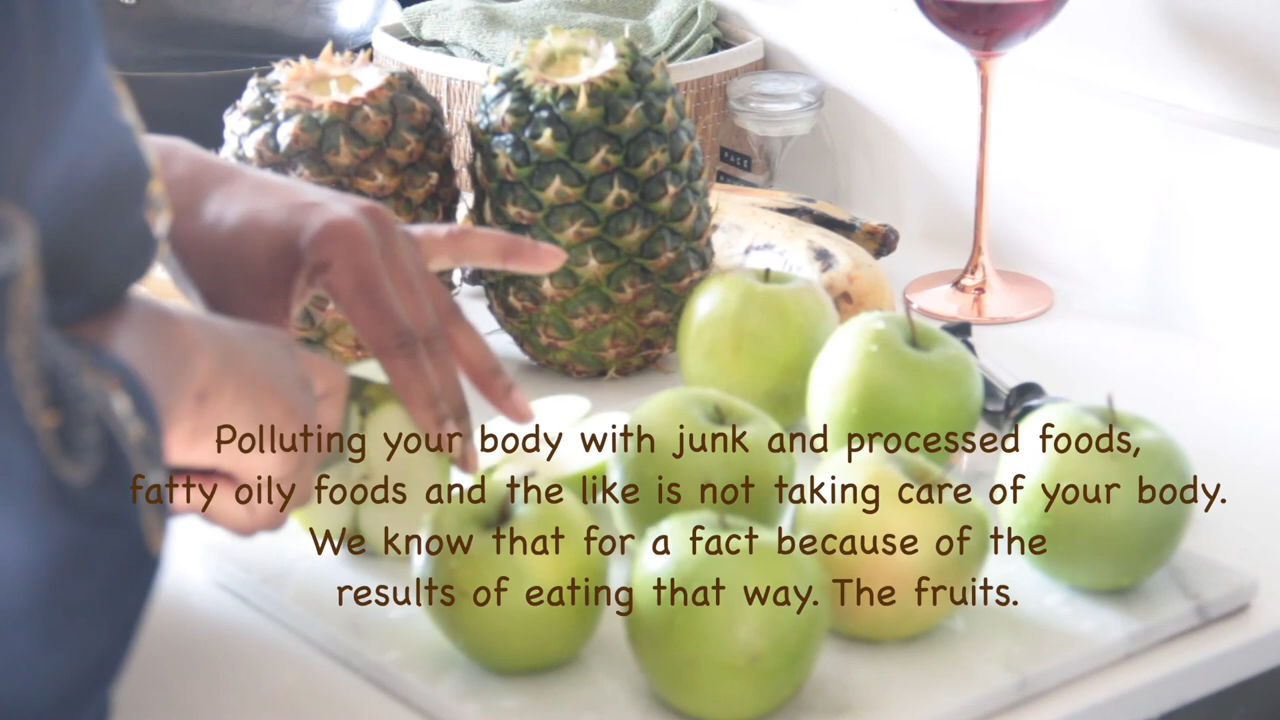 FACE
Polluting your body with junk and processed foods,
fatty oily foods and the like is not taking care of your body.
We know that for a fact because of the
results of eating that way. The fruits.